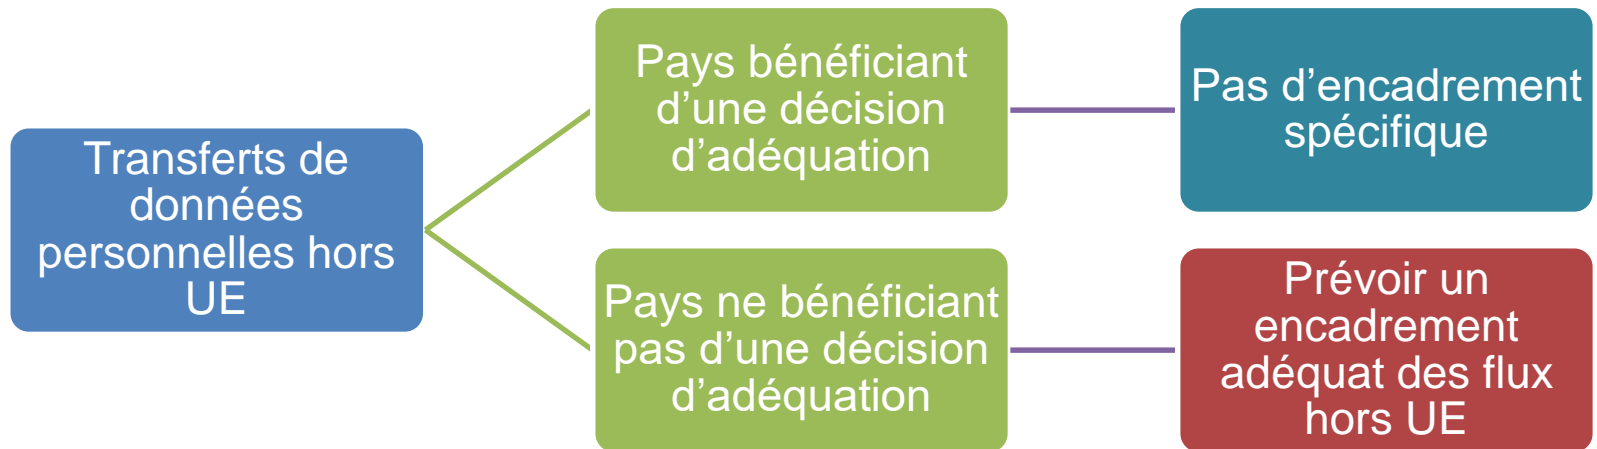 Transferts de
données
personnelles hors
UE
Pays bénéficiant
d’une décision
d’adéquation
Pas d’encadrement
spécifique
Pays ne bénéficiant
pas d’une décision
d’adéquation
Prévoir un
encadrement
adéquat des flux
hors UE